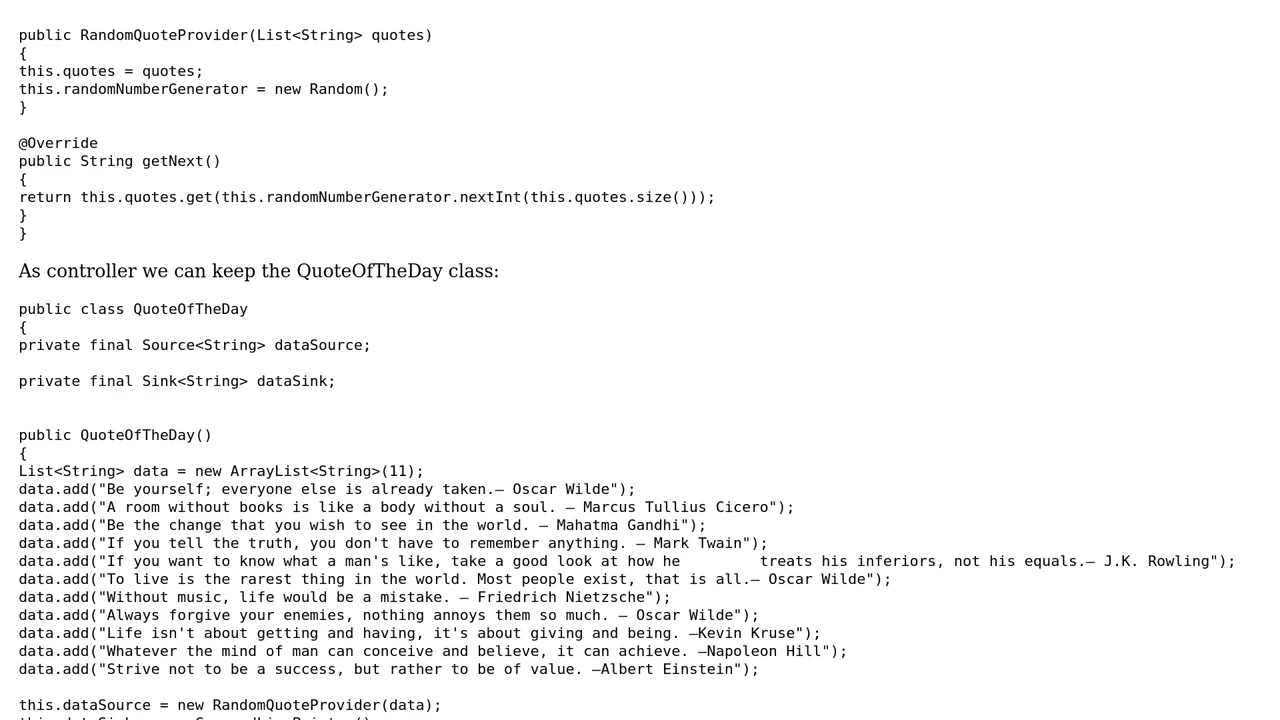 public RandomQuoteProvider(List<String> quotes)
{
this.quotes = quotes;
this.randomNumberGenerator = new Random();
}
@Override
public String getNext()
{
return this.quotes.get(this.randomNumberGenerator.nextInt(this.quotes.size()));
}
}
As controller we can keep the QuoteOfTheDay class:
public class QuoteOfTheDay
{
private final Source<String> dataSource;
private final Sink<String> dataSink;
public QuoteOfTheDay()
{
List<String> data = new ArrayList<String>(11);
data.add("Be yourself; everyone else is already taken.― Oscar Wilde");
data.add("A room without books is like a body without a soul. ― Marcus Tullius Cicero");
data.add("Be the change that you wish to see in the world. ― Mahatma Gandhi");
data.add("If you tell the truth, you don't have to remember anything. ― Mark Twain");
data.add("If you want to know what a man's like, take a good look at how he         treats his inferiors, not his equals.― J.K. Rowling");
data.add("To live is the rarest thing in the world. Most people exist, that is all.― Oscar Wilde");
data.add("Without music, life would be a mistake. ― Friedrich Nietzsche");
data.add("Always forgive your enemies, nothing annoys them so much. ― Oscar Wilde");
data.add("Life isn't about getting and having, it's about giving and being. –Kevin Kruse");
data.add("Whatever the mind of man can conceive and believe, it can achieve. –Napoleon Hill");
data.add("Strive not to be a success, but rather to be of value. –Albert Einstein");
this.dataSource = new RandomQuoteProvider(data);